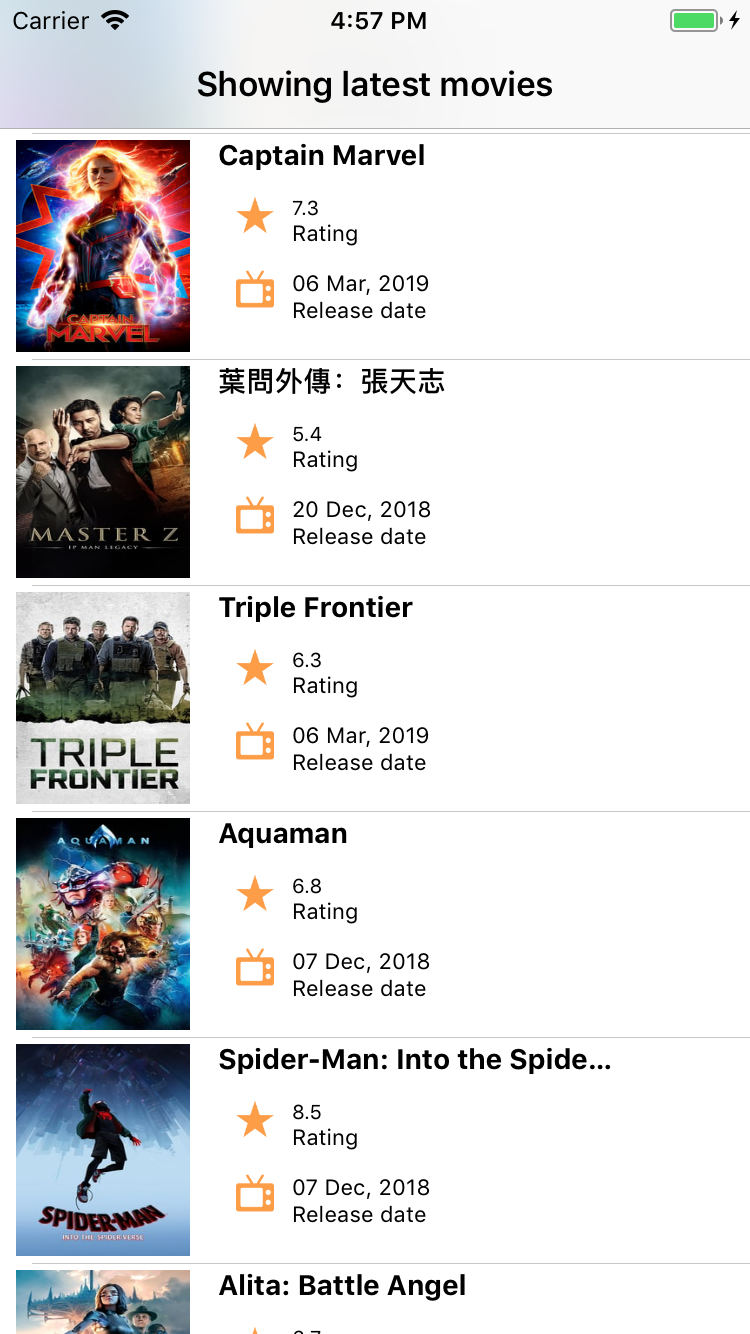 Carrier
4:57 PM
Showing latest movies
Captain Marvel
7.3
Rating
06 Mar, 2019
Release date
CAPTAIN
MARVEL
葉問外傳：張天志
5.4
Rating
20 Dec, 2018
Release date
MASTER Z
IP MAN LEGACY
Triple Frontier
6.3
Rating
06 Mar, 2019
Release date
TRIPLE
FRONTIER
Aquaman
6.8
Rating
07 Dec, 2018
Release date
AQUAMAN
Spider-Man: Into the Spide...
8.5
Rating
07 Dec, 2018
Release date
SPIDER-MAN
INTO THE SPIDER-VERSE
Alita: Battle Angel